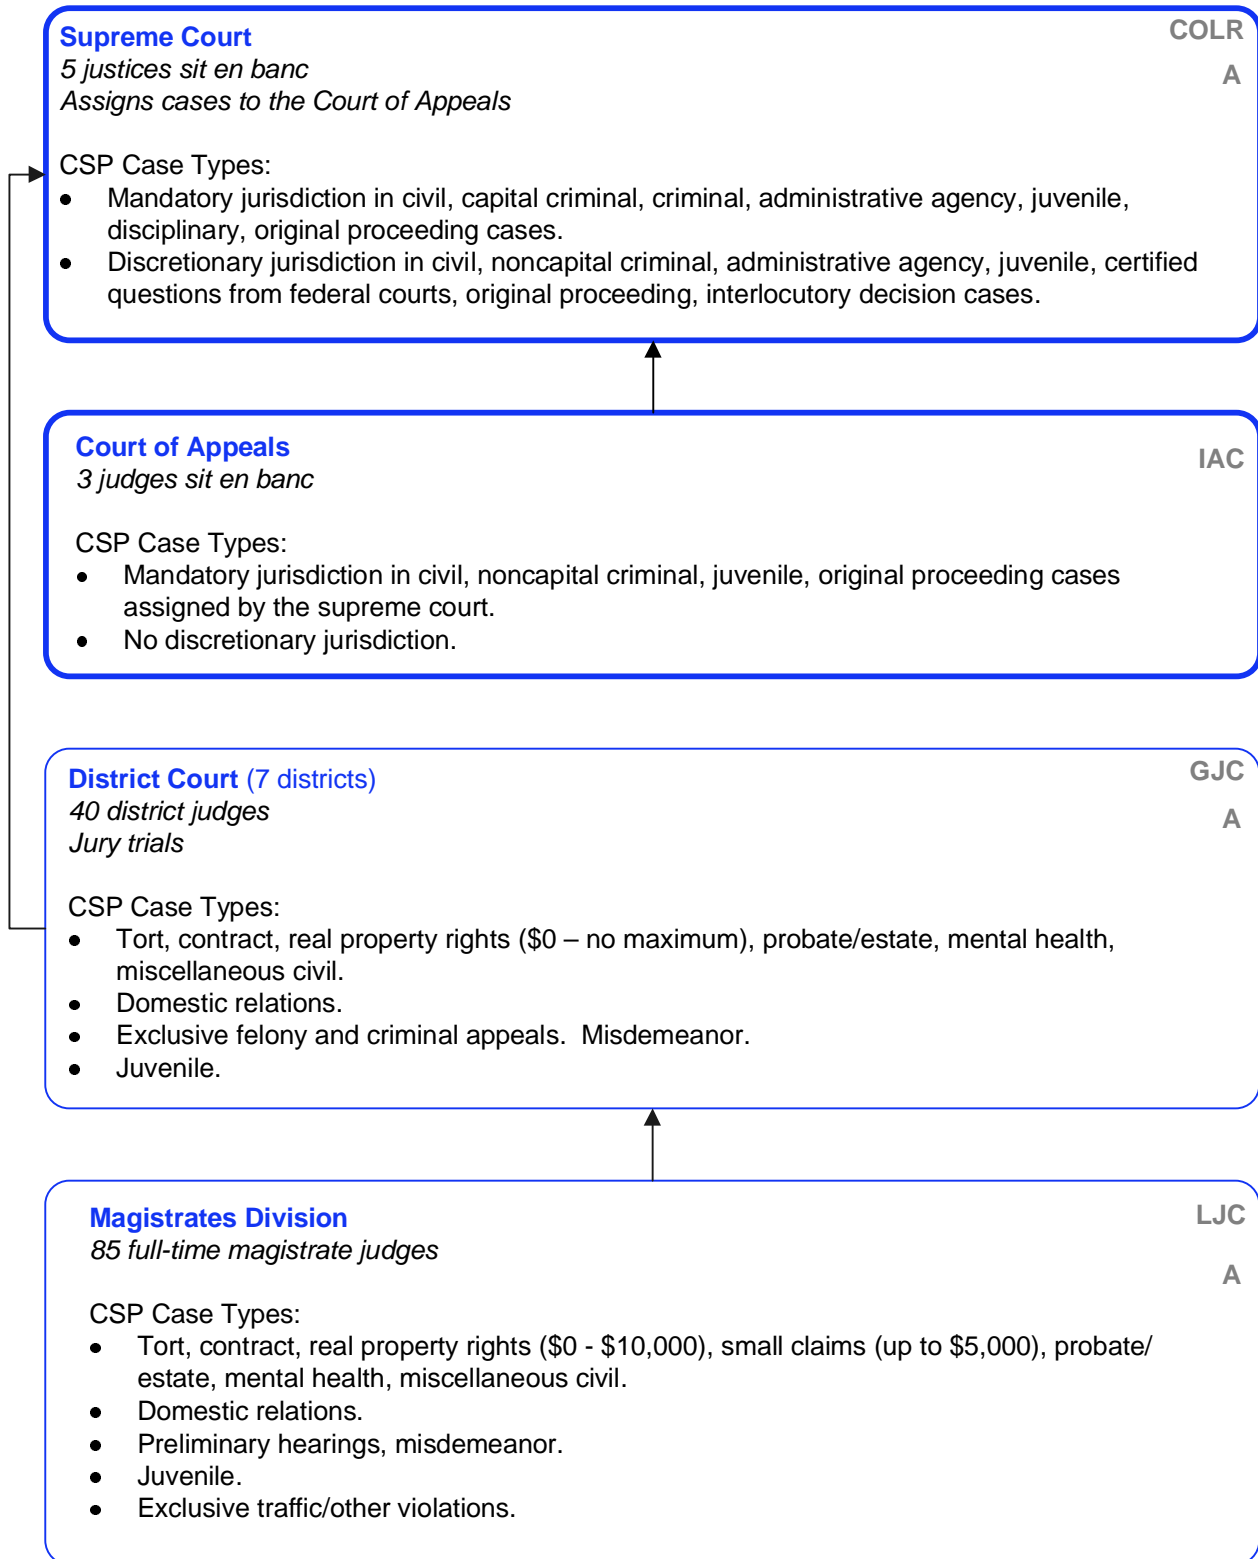 Supreme Court COLR
5 justices sit en banc A
Assigns cases to the Court of Appeals
CSP Case Types:
• Mandatory jurisdiction in civil, capital criminal, criminal, administrative agency, juvenile,
disciplinary, original proceeding cases.
• Discretionary jurisdiction in civil, noncapital criminal, administrative agency, juvenile, certified
questions from federal courts, original proceeding, interlocutory decision cases.
Court of Appeals IAC
3 judges sit en banc
CSP Case Types:
• Mandatory jurisdiction in civil, noncapital criminal, juvenile, original proceeding cases
assigned by the supreme court.
• No discretionary jurisdiction.
District Court (7 districts) GJC
40 district judges A
Jury trials
CSP Case Types:
• Tort, contract, real property rights ($0 – no maximum), probate/estate, mental health,
miscellaneous civil.
• Domestic relations.
• Exclusive felony and criminal appeals.  Misdemeanor.
• Juvenile.
Magistrates Division LJC
85 full-time magistrate judges A
CSP Case Types:
• Tort, contract, real property rights ($0 - $10,000), small claims (up to $5,000), probate/
estate, mental health, miscellaneous civil.
• Domestic relations.
• Preliminary hearings, misdemeanor.
• Juvenile.
• Exclusive traffic/other violations.